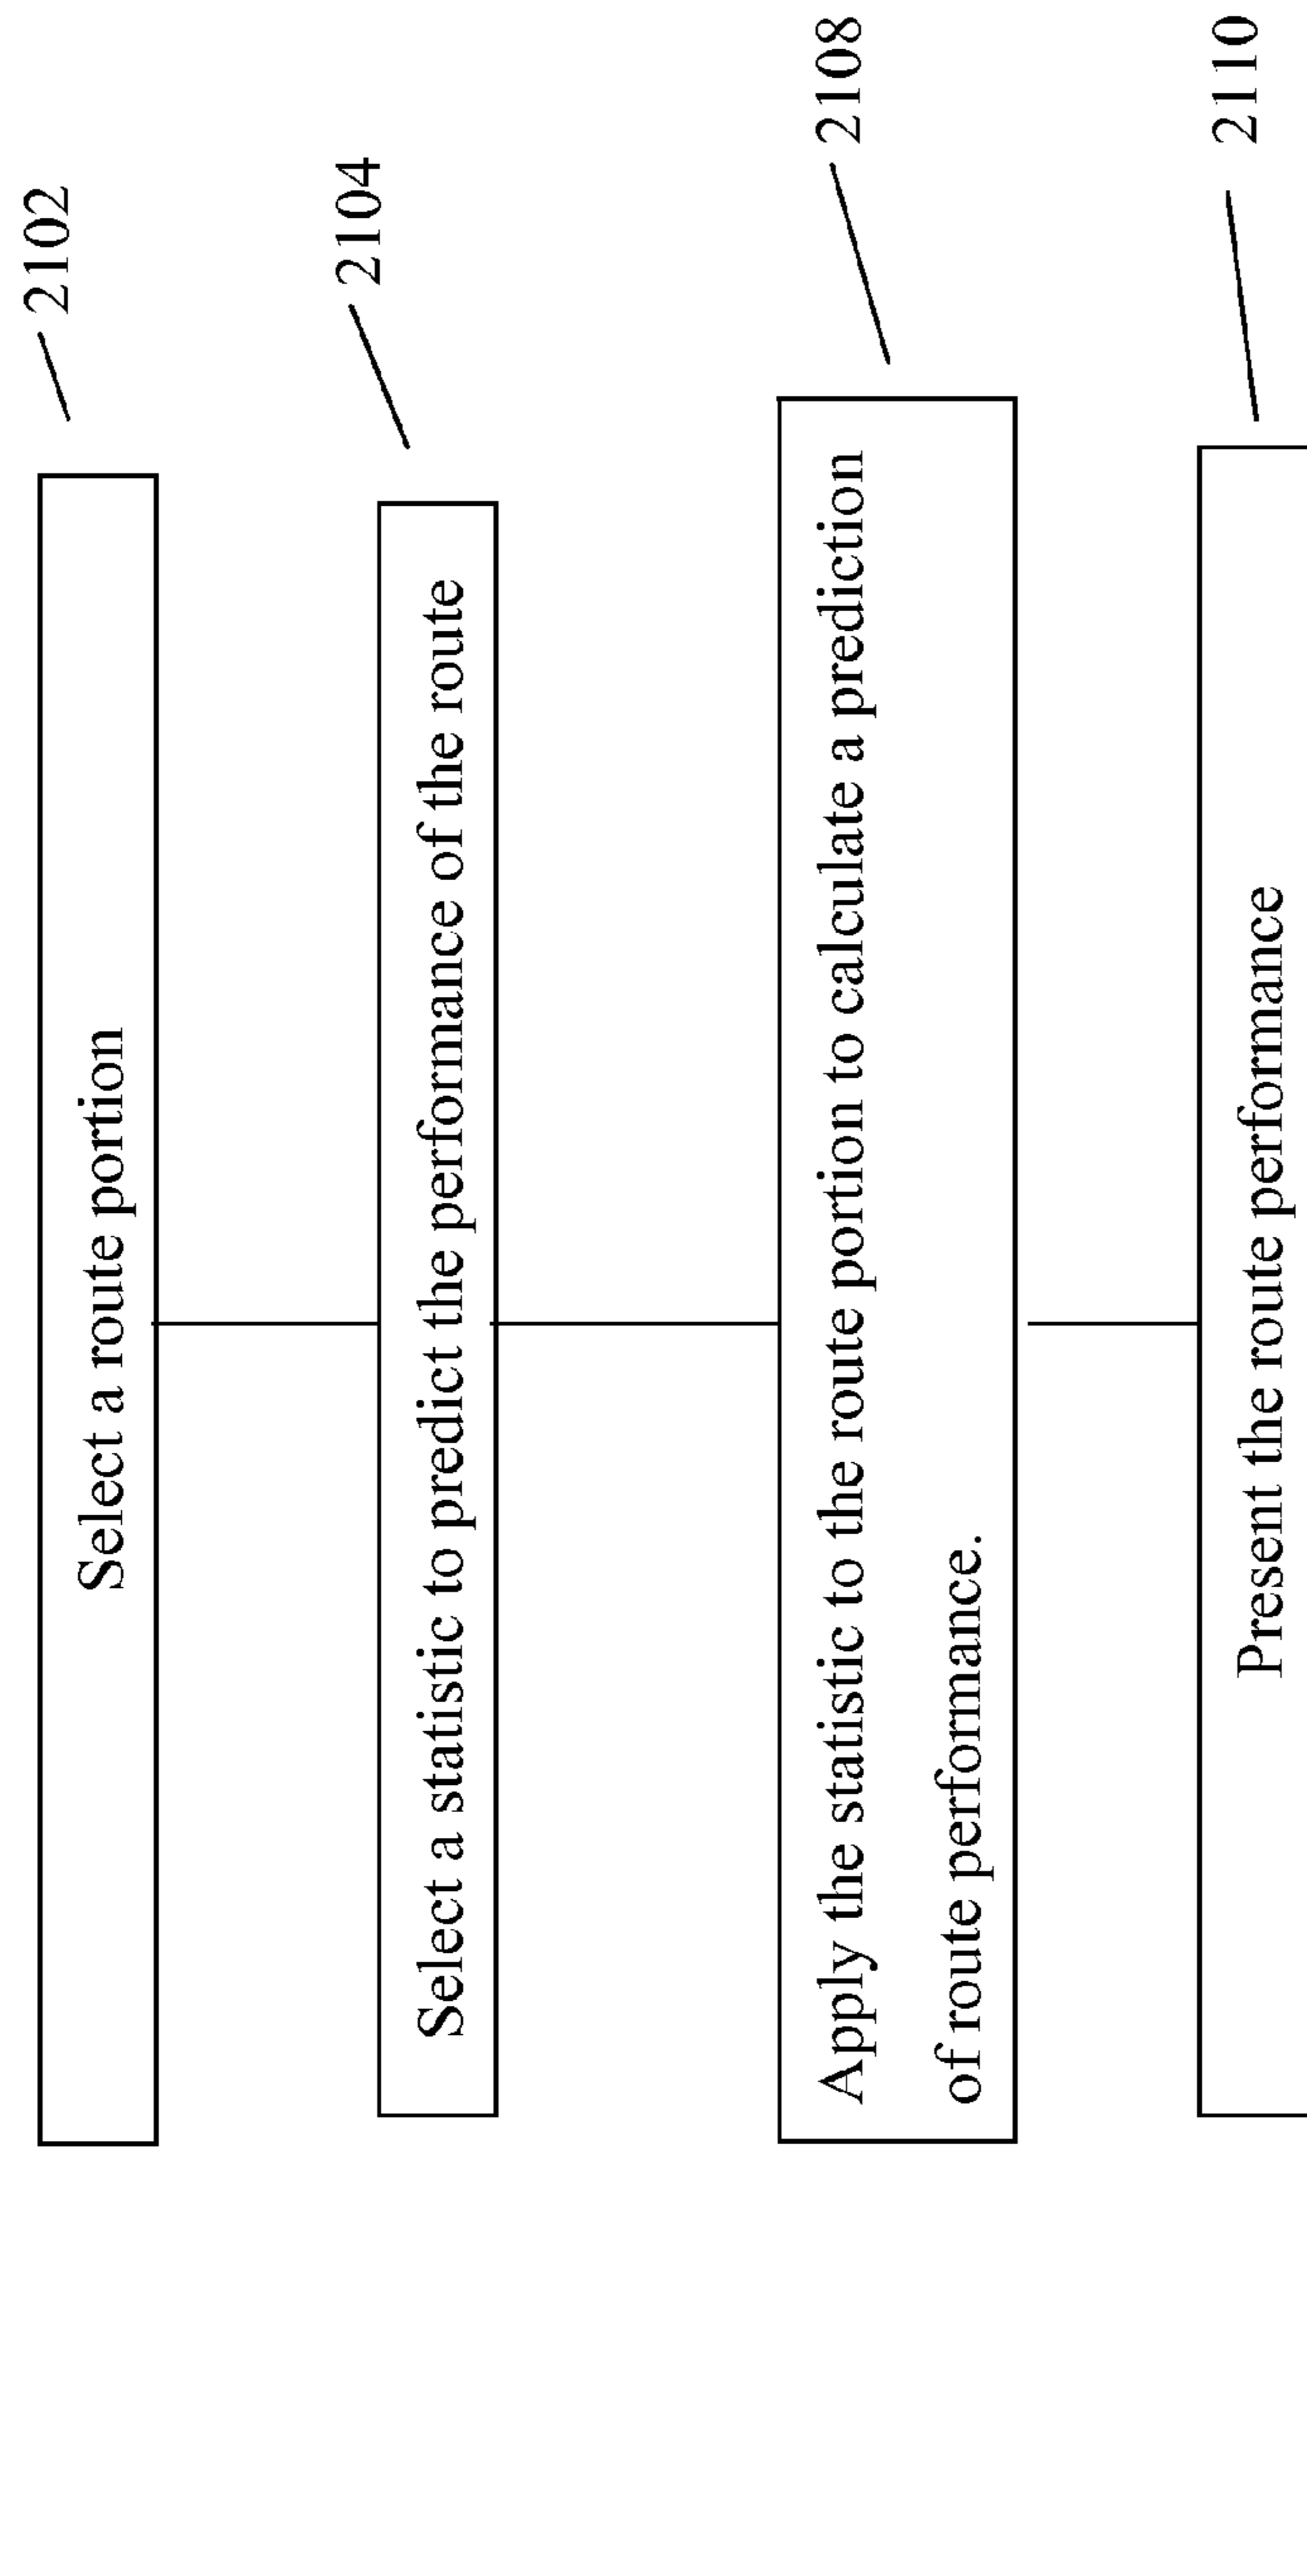 2102
Select a route portion
2104
Select a statistic to predict the performance of the route
2108
Apply the statistic to the route portion to calculate a prediction
of route performance.
2110
Present the route performance